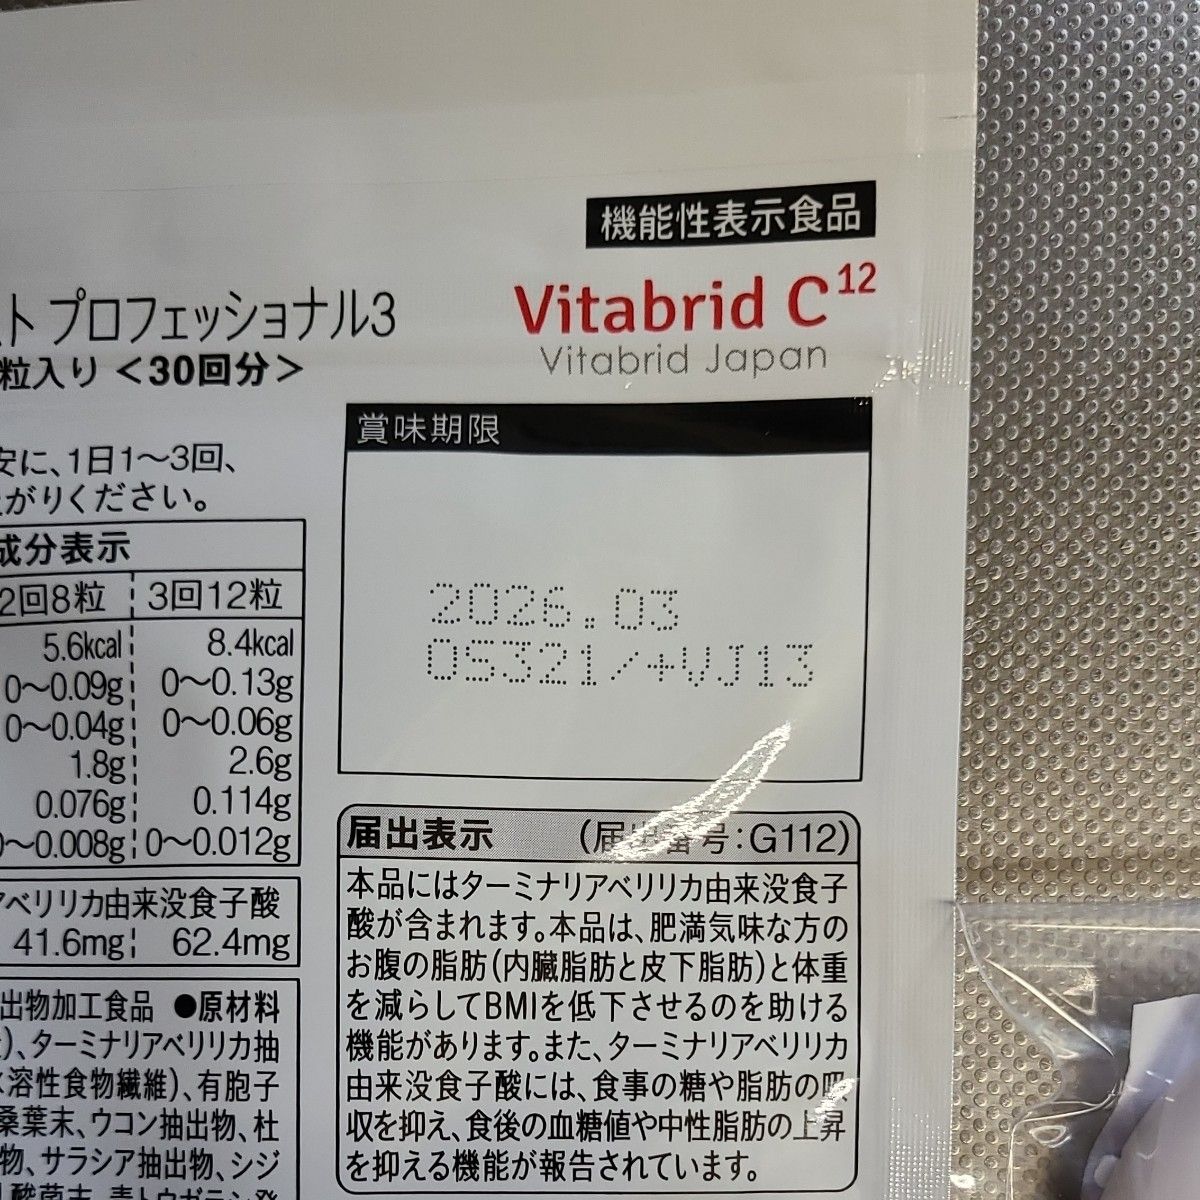 機能性表示食品
Vitabrid C12
Vitabrid Japan
ト プロフェッショナル3
粒入り <30回分>
賞味期限
2026.03
OS321/+VJ13
安に、1日1〜3回、
がりください。
成分表示
2回8粒 3回12粒
5.6kcal 8.4kcal
0〜0.09g 0〜0.13g
0〜0.04g 0〜0.06g
1.8g 2.6g
0.076g 0.114g
0〜0.008g 0〜0.012g
アベリリカ由来没食子酸
41.6mg 62.4mg
出物加工食品 ●原材料
、ターミナリアベリリカ抽
水溶性食物繊維)、有胞子
桑葉末、ウコン抽出物、杜
物、サラシア抽出物、シジ
届出表示 (届出番号:G112)
本品にはターミナリアベリリカ由来没食子
酸が含まれます。本品は、肥満気味な方の
お腹の脂肪(内臓脂肪と皮下脂肪)と体重
を減らしてBMIを低下させるのを助ける
機能があります。また、ターミナリアベリリカ
由来没食子酸には、食事の糖や脂肪の吸
収を抑え、食後の血糖値や中性脂肪の上昇
を抑える機能が報告されています。